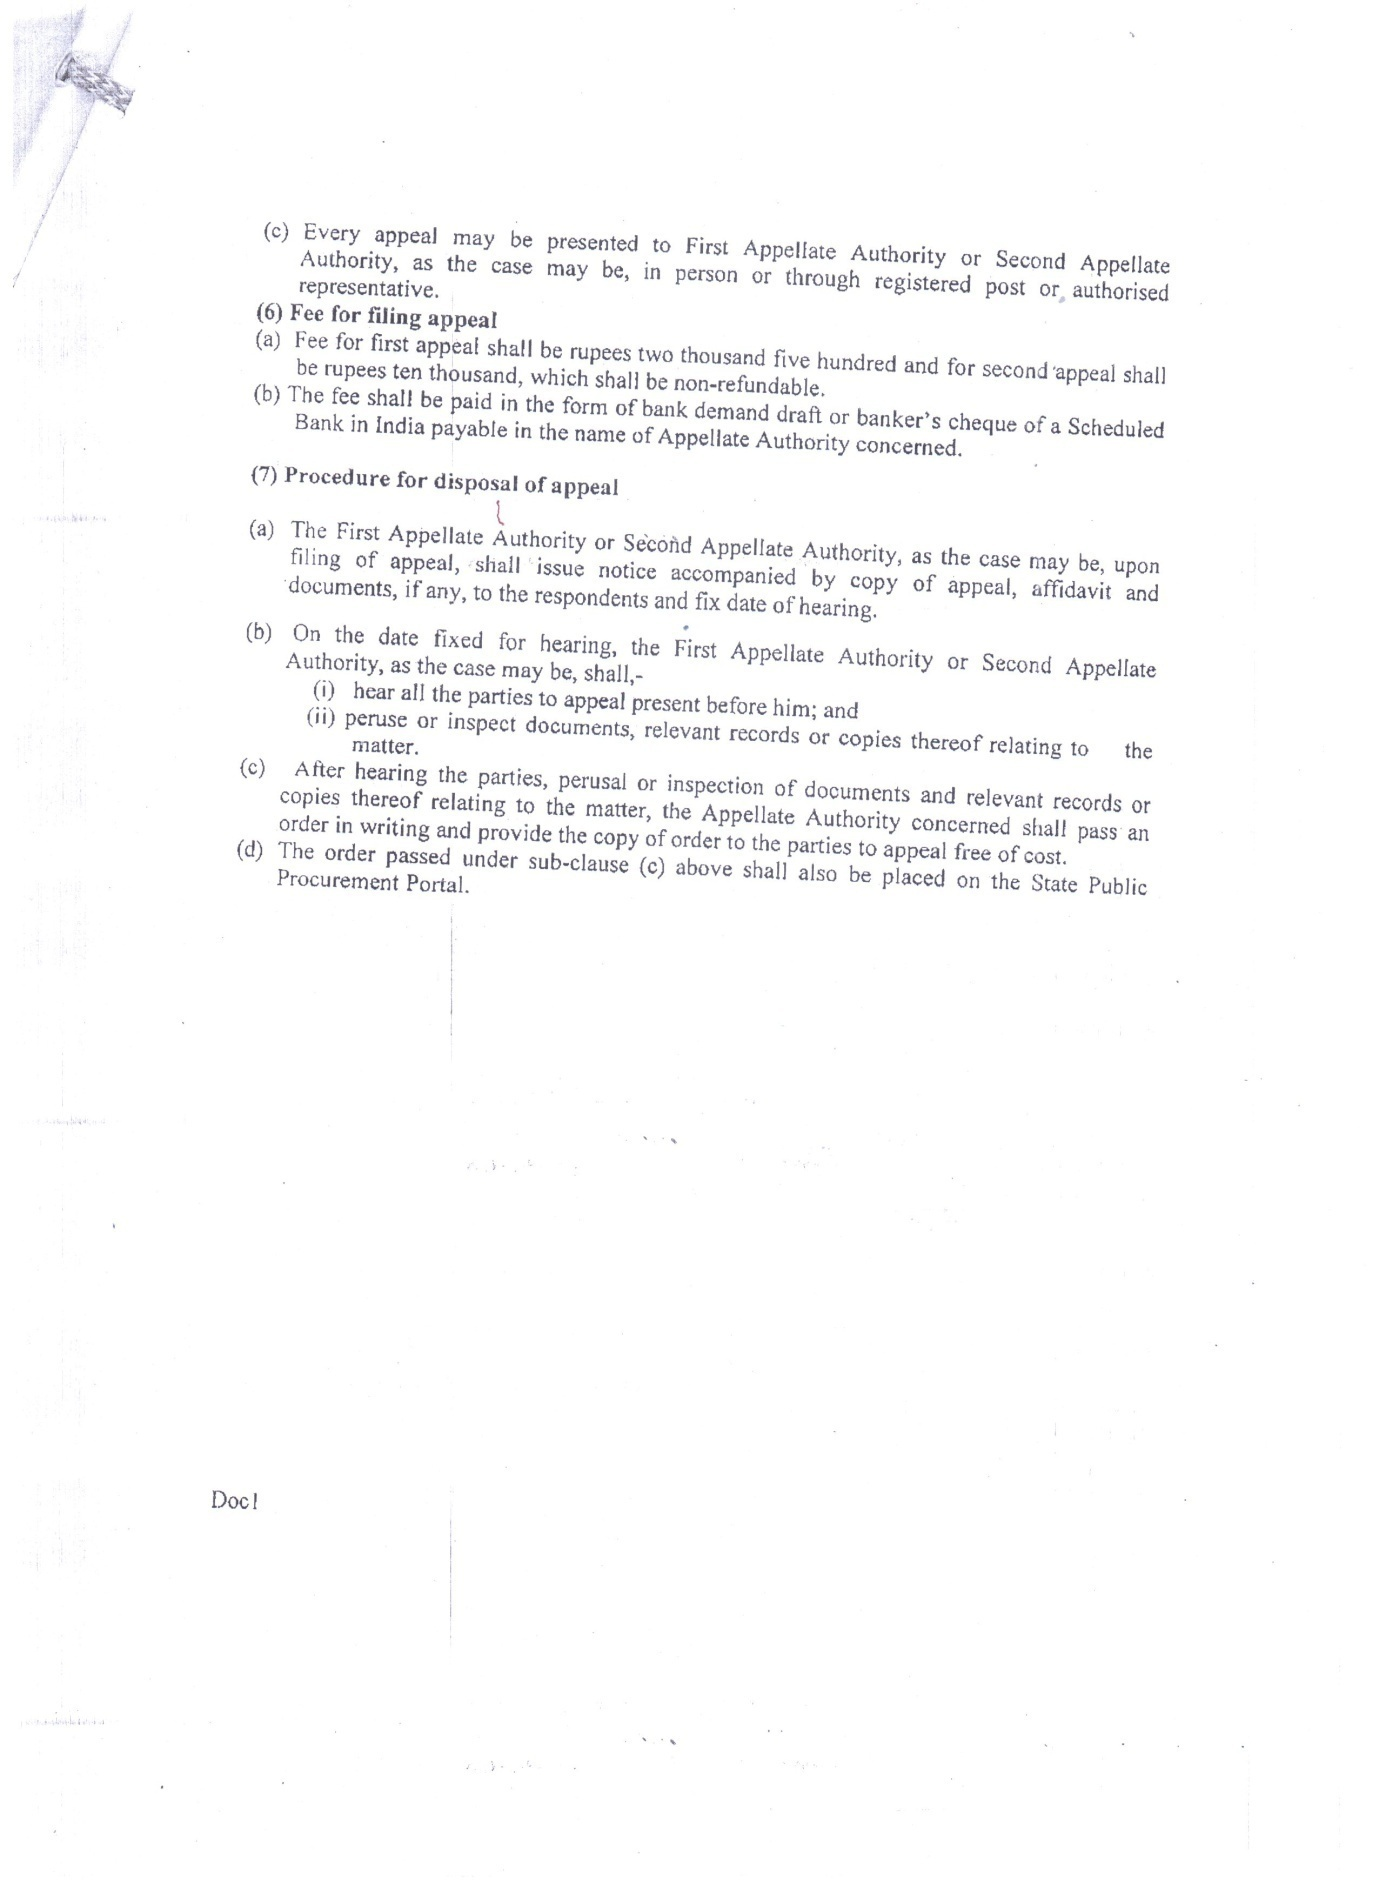 (c) Every appeal may be presented to First Appellate Authority or Second Appellate
Authority, as the case may be, in person or through registered post or authorised
representative.
(6) Fee for filing appeal
(a) Fee for first appeal shall be rupees two thousand five hundred and for second appeal shall
be rupees ten thousand, which shall be non-refundable.
(b) The fee shall be paid in the form of bank demand draft or banker's cheque of a Scheduled
Bank in India payable in the name of Appellate Authority concerned.
(7) Procedure for disposal of appeal
(a) The First Appellate Authority or Second Appellate Authority, as the case may be, upon
filing of appeal, shall issue notice accompanied by copy of appeal, affidavit and
documents, if any, to the respondents and fix date of hearing.
(b) On the date fixed for hearing, the First Appellate Authority or Second Appellate
Authority, as the case may be, shall,-
(i) hear all the parties to appeal present before him; and
(ii) peruse or inspect documents, relevant records or copies thereof relating to the
matter.
(c) After hearing the parties, perusal or inspection of documents and relevant records or
copies thereof relating to the matter, the Appellate Authority concerned shall pass an
order in writing and provide the copy of order to the parties to appeal free of cost.
(d) The order passed under sub-clause (c) above shall also be placed on the State Public
Procurement Portal.
Doc1